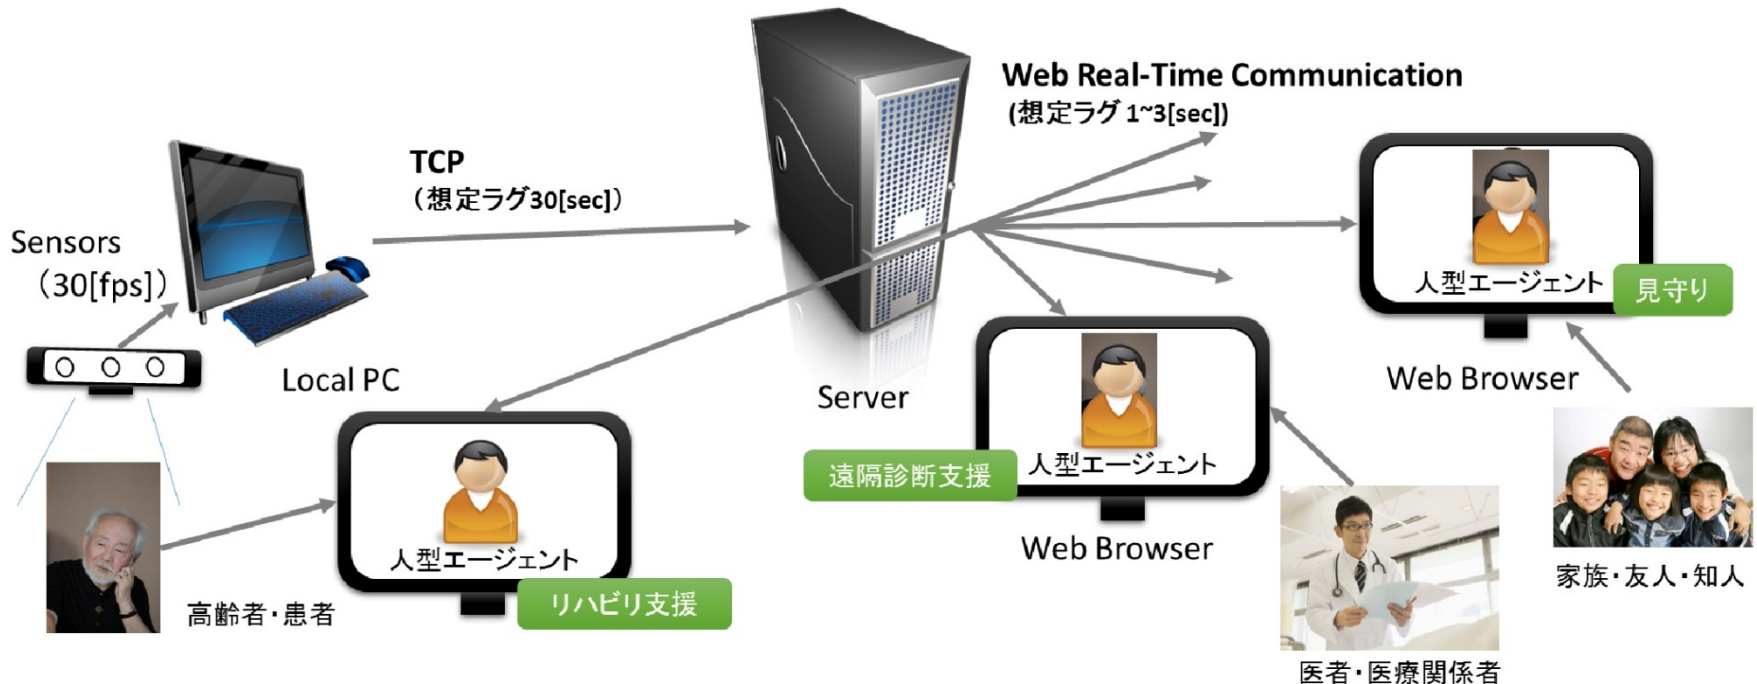 Web Real-Time Communication
(想定ラグ 1~3[sec])
TCP
（想定ラグ30[sec]）
Sensors
（30[fps]）
Local PC
Server
人型エージェント
見守り
Web Browser
人型エージェント
遠隔診断支援
Web Browser
人型エージェント
リハビリ支援
高齢者・患者
家族・友人・知人
医者・医療関係者